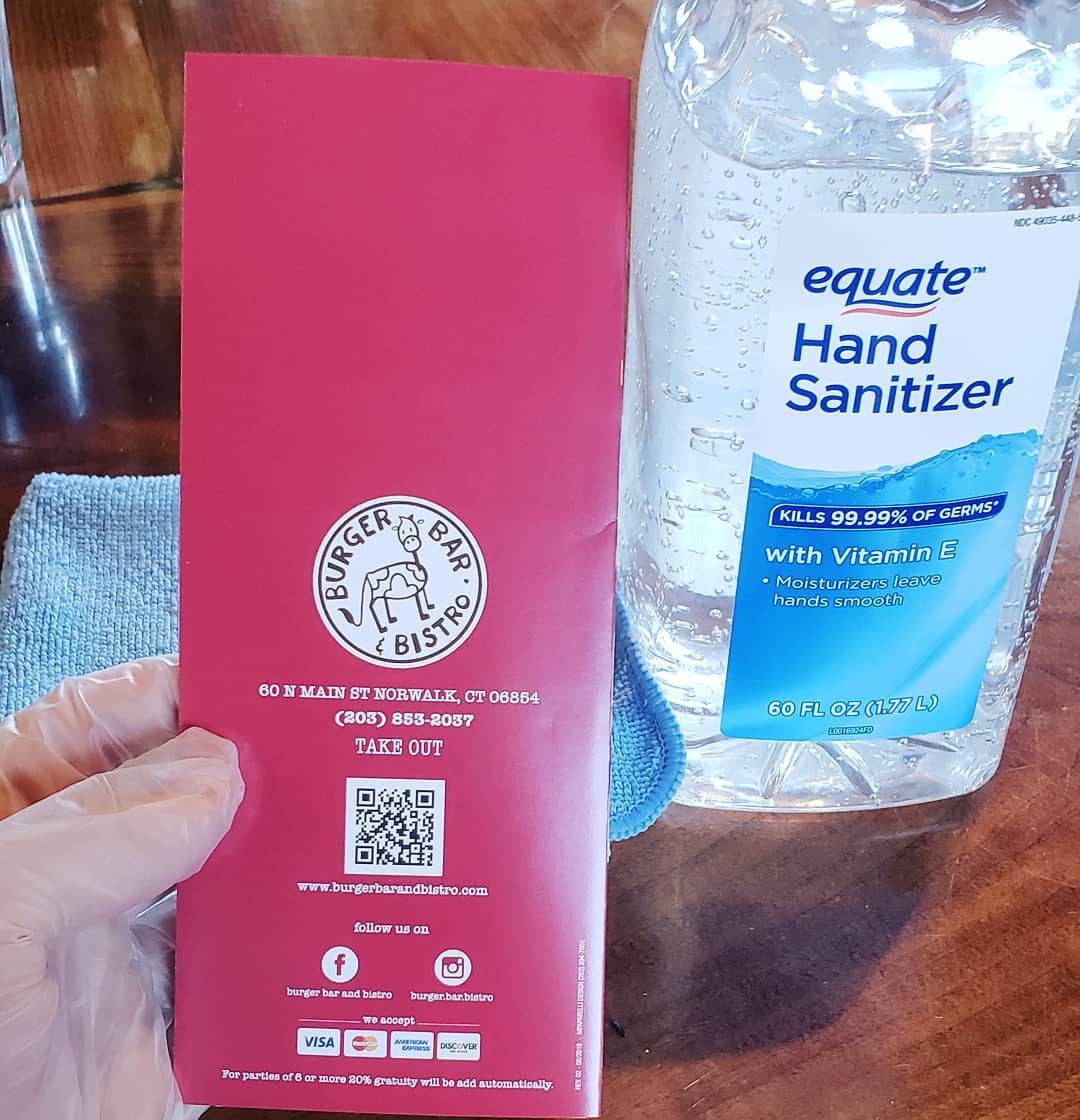 BURGER BAR · & BISTRO ·
60 N MAIN ST NORWALK, CT 06854
(203) 853-2037
TAKE OUT
www.burgerbarandbistro.com
follow us on
f
burger bar and bistro
burger.bar.bistro
we accept
VISA
MasterCard
AMERICAN EXPRESS
DISCOVER
For parties of 6 or more 20% gratuity will be add automatically.
equate™
Hand
Sanitizer
KILLS 99.99% OF GERMS*
with Vitamin E
• Moisturizers leave
hands smooth
60 FL OZ (1.77 L)